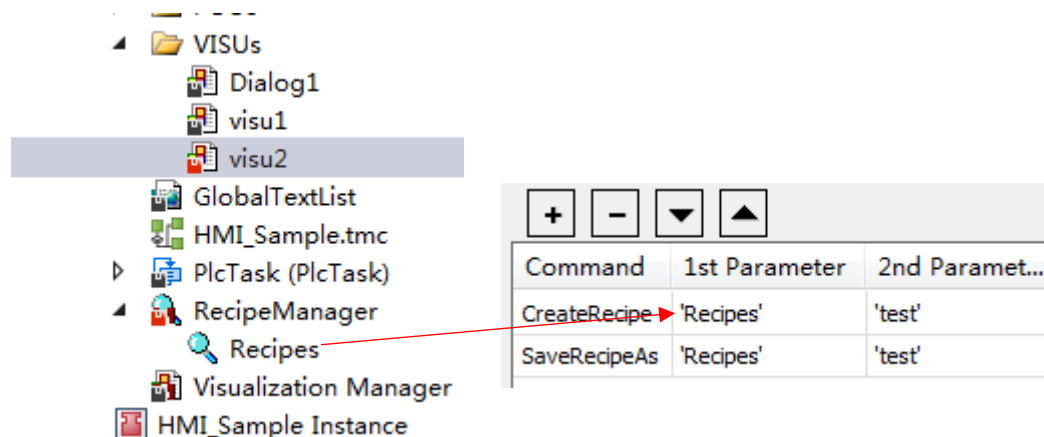 VISUs
Dialog1
visu1
visu2
GlobalTextList
HMI_Sample.tmc
PlcTask (PlcTask)
RecipeManager
Recipes
Visualization Manager
HMI_Sample Instance
Command 1st Parameter 2nd Paramet...
CreateRecipe 'Recipes' 'test'
SaveRecipeAs 'Recipes' 'test'